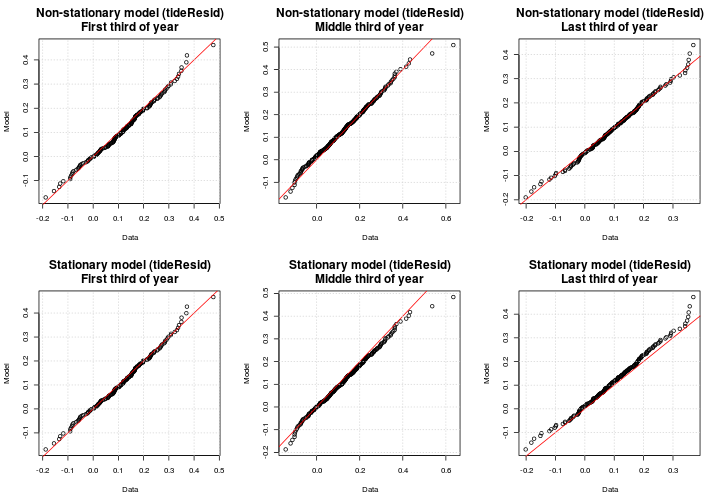 Non-stationary model (tideResid)
First third of year
Model
0.4
0.3
0.2
0.1
0.0
-0.1
-0.2 -0.1 0.0 0.1 0.2 0.3 0.4 0.5
Data
Non-stationary model (tideResid)
Middle third of year
Model
0.5
0.4
0.3
0.2
0.1
0.0
-0.1
0.0 0.2 0.4 0.6
Data
Non-stationary model (tideResid)
Last third of year
Model
0.4
0.3
0.2
0.1
0.0
-0.1
-0.2
-0.2 -0.1 0.0 0.1 0.2 0.3
Data
Stationary model (tideResid)
First third of year
Model
0.4
0.3
0.2
0.1
0.0
-0.1
-0.2 -0.1 0.0 0.1 0.2 0.3 0.4 0.5
Data
Stationary model (tideResid)
Middle third of year
Model
0.5
0.4
0.3
0.2
0.1
0.0
-0.1
-0.2
0.0 0.2 0.4 0.6
Data
Stationary model (tideResid)
Last third of year
Model
0.4
0.3
0.2
0.1
0.0
-0.1
-0.2 -0.1 0.0 0.1 0.2 0.3
Data